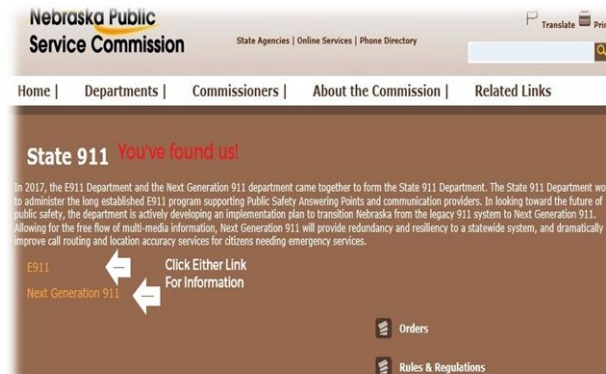 Nebraska Public
Service Commission
State Agencies | Online Services | Phone Directory
Translate
Home | Departments | Commissioners | About the Commission | Related Links
State 911 You've found us!
In 2017, the E911 Department and the Next Generation 911 department came together to form the State 911 Department. The State 911 Department
to administer the long established E911 program supporting Public Safety Answering Points and communication providers. In looking toward the future of
public safety, the department is actively developing an implementation plan to transition Nebraska from the legacy 911 system to Next Generation 911.
Allowing for the free flow of multi-media information, Next Generation 911 will provide redundancy and resiliency to a statewide system, and dramatically
improve call routing and location accuracy services for citizens needing emergency services.
E911
Click Either Link
For Information
Next Generation 911
Orders
Rules & Regulations